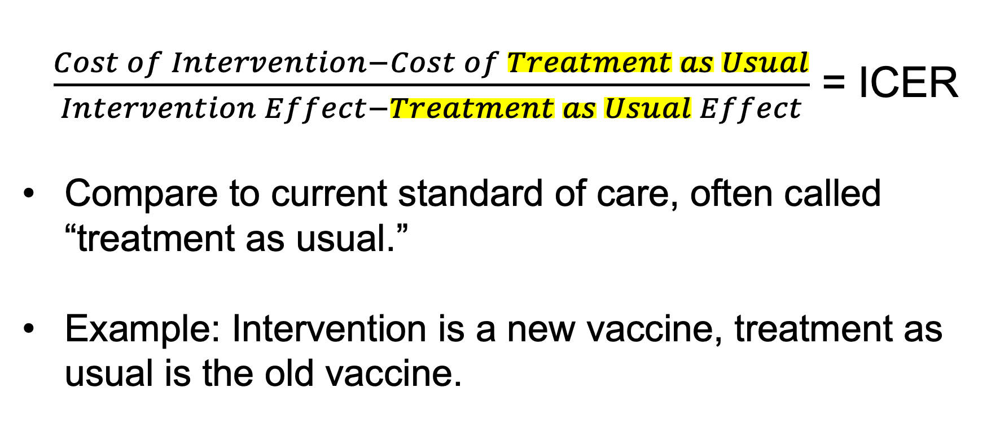 Cost of Intervention−Cost of Treatment as Usual
Intervention Effect−Treatment as Usual Effect
= ICER
• Compare to current standard of care, often called
“treatment as usual.”
• Example: Intervention is a new vaccine, treatment as
usual is the old vaccine.